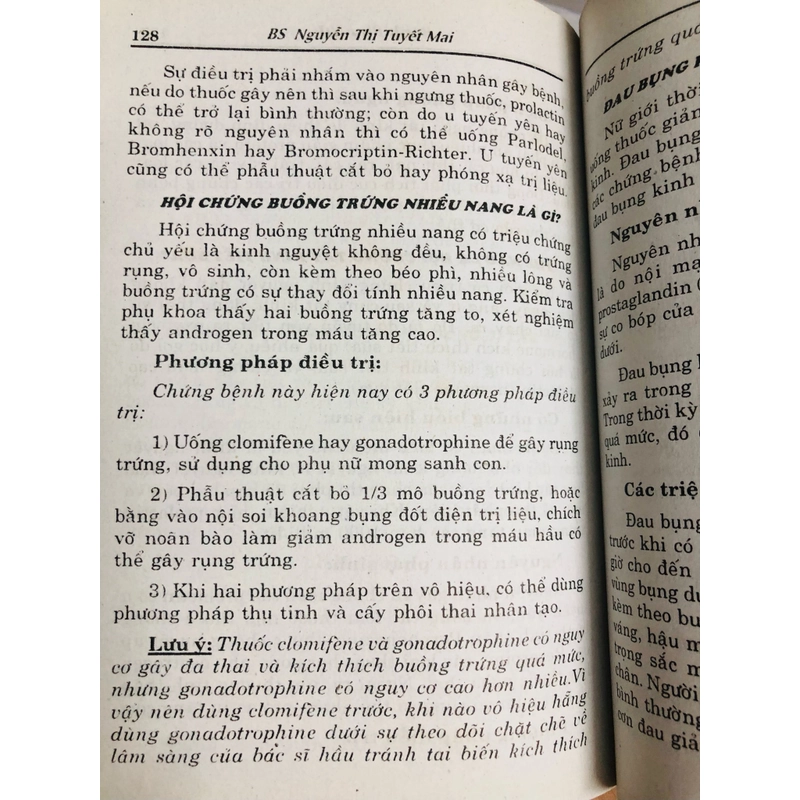 128 BS Nguyễn Thị Tuyết Mai
Sự điều trị phải nhắm vào nguyên nhân gây bệnh,
nếu do thuốc gây nên thì sau khi ngưng thuốc, prolactin
có thể trở lại bình thường; còn do u tuyến yên hay
không rõ nguyên nhân thì có thể uống Parlodel,
Bromhenxin hay Bromocriptin-Richter. U tuyến yên
cũng có thể phẫu thuật cắt bỏ hay phóng xạ trị liệu.
HỘI CHỨNG BUỒNG TRỨNG NHIỀU NANG LÀ GÌ?
Hội chứng buồng trứng nhiều nang có triệu chứng
chủ yếu là kinh nguyệt không đều, không có trứng
rụng, vô sinh, còn kèm theo béo phì, nhiều lông và
buồng trứng có sự thay đổi tính nhiều nang. Kiểm tra
phụ khoa thấy hai buồng trứng tăng to, xét nghiệm
thấy androgen trong máu tăng cao.
Phương pháp điều trị:
Chứng bệnh này hiện nay có 3 phương pháp điều
trị:
1) Uống clomifène hay gonadotrophine để gây rụng
trứng, sử dụng cho phụ nữ mong sanh con.
2) Phẫu thuật cắt bỏ 1/3 mô buồng trứng, hoặc
bằng vào nội soi khoang bụng đốt điện trị liệu, chích
vỡ noãn bào làm giảm androgen trong máu hầu có
thể gây rụng trứng.
3) Khi hai phương pháp trên vô hiệu, có thể dùng
phương pháp thụ tinh và cấy phôi thai nhân tạo.
Lưu ý: Thuốc clomifène và gonadotrophine có nguy
cơ gây đa thai và kích thích buồng trứng quá mức,
nhưng gonadotrophine có nguy cơ cao hơn nhiều. Vì
vậy nên dùng clomifène trước, khi nào vô hiệu hẵng
dùng gonadotrophine dưới sự theo dõi chặt chẽ về
lâm sàng của bác sĩ hầu tránh tai biến kích thích
buồng trứng quá
ĐAU BỤNG
Nữ giới thời
uống thuốc giảm
kinh. Đau bụng
các chứng bệnh
đau bụng kinh
Nguyên
Nguyên nh
là do nội mạ
prostaglandin
sự co bóp của
dưới.
Đau bụng
xảy ra trong
Trong thời kỳ
quá mức, đó
kinh.
Các triệ
Đau bụng
trước khi có
giờ cho đến
vùng bụng dư
kèm theo bu
váng, hậu m
trọng sắc m
chân. Người
bình thường
cơn đau giả